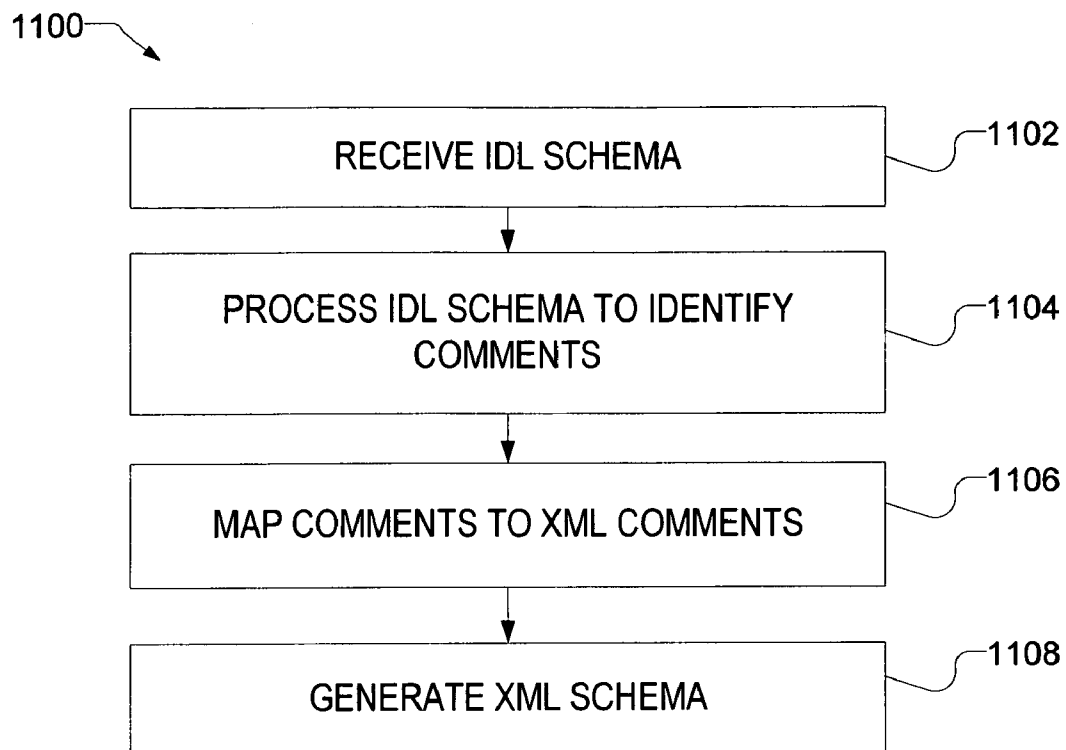 1100
RECEIVE IDL SCHEMA
1102
PROCESS IDL SCHEMA TO IDENTIFY
COMMENTS
1104
MAP COMMENTS TO XML COMMENTS
1106
GENERATE XML SCHEMA
1108